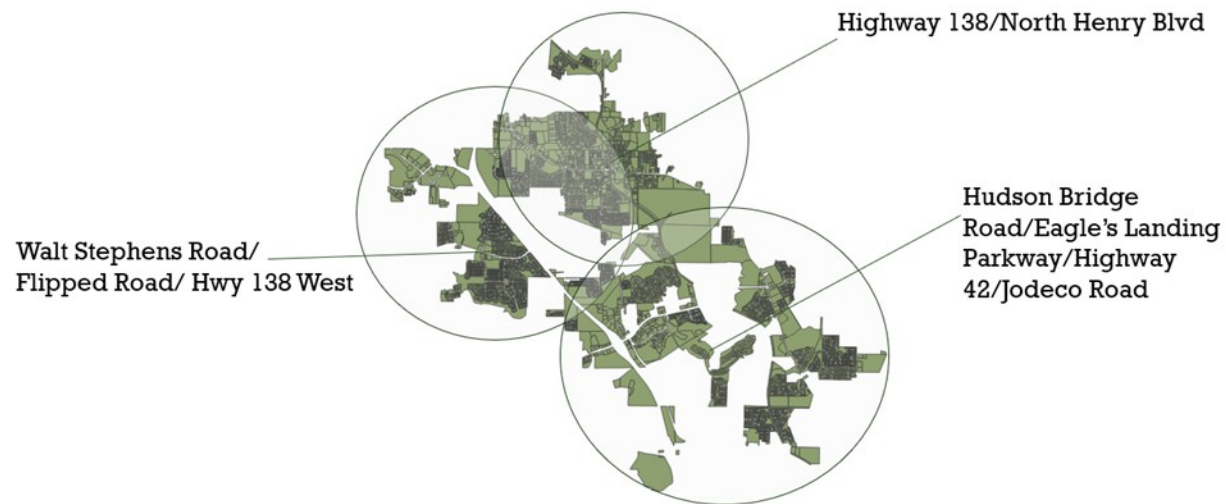 Highway 138/North Henry Blvd
Hudson Bridge
Road/Eagle's Landing
Parkway/Highway
42/Jodeco Road
Walt Stephens Road/
Flipped Road/ Hwy 138 West